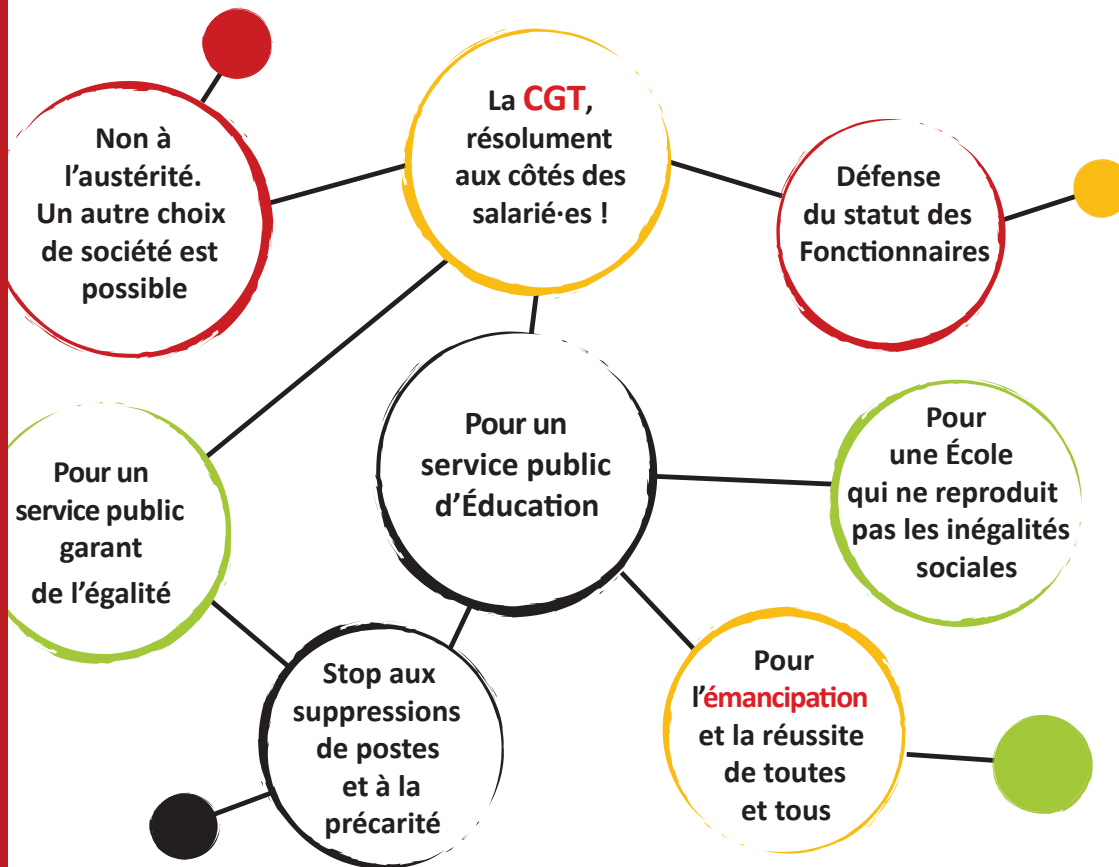 Non à
l'austérité.
Un autre choix
de société est
possible
La CGT,
résolument
aux côtés des
salarié·es !
Défense
du statut des
Fonctionnaires
Pour un
service public
garant
de l'égalité
Pour un
service public
d'Éducation
Pour
une École
qui ne reproduit
pas les inégalités
sociales
Stop aux
suppressions
de postes
et à la
précarité
Pour
l'émancipation
et la réussite
de toutes
et tous